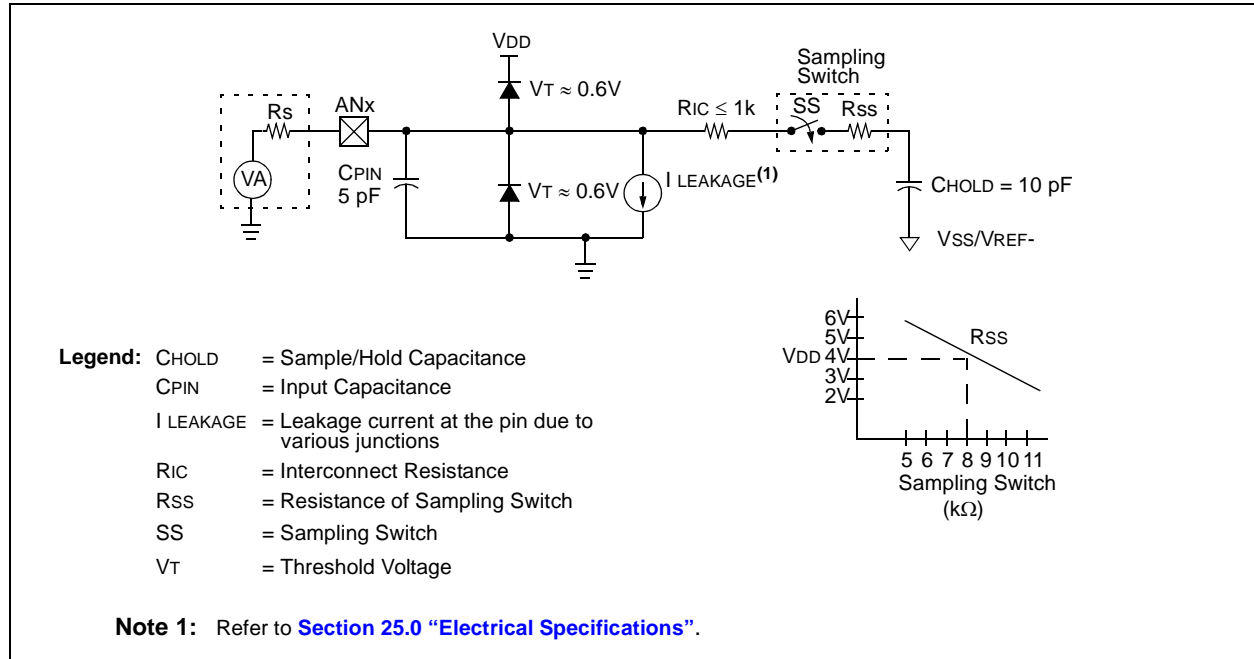 VDD
Sampling
Switch
VT ≈ 0.6V
RS
ANx
RIC ≤ 1k
SS
RSS
VA
CPIN
5 pF
VT ≈ 0.6V
I LEAKAGE(1)
CHOLD = 10 pF
VSS/VREF-
6V
5V
VDD 4V
3V
2V
RSS
5 6 7 8 9 10 11
Sampling Switch
(kΩ)
Legend: CHOLD = Sample/Hold Capacitance
CPIN = Input Capacitance
I LEAKAGE = Leakage current at the pin due to
various junctions
RIC = Interconnect Resistance
RSS = Resistance of Sampling Switch
SS = Sampling Switch
VT = Threshold Voltage
Note 1: Refer to Section 25.0 “Electrical Specifications”.